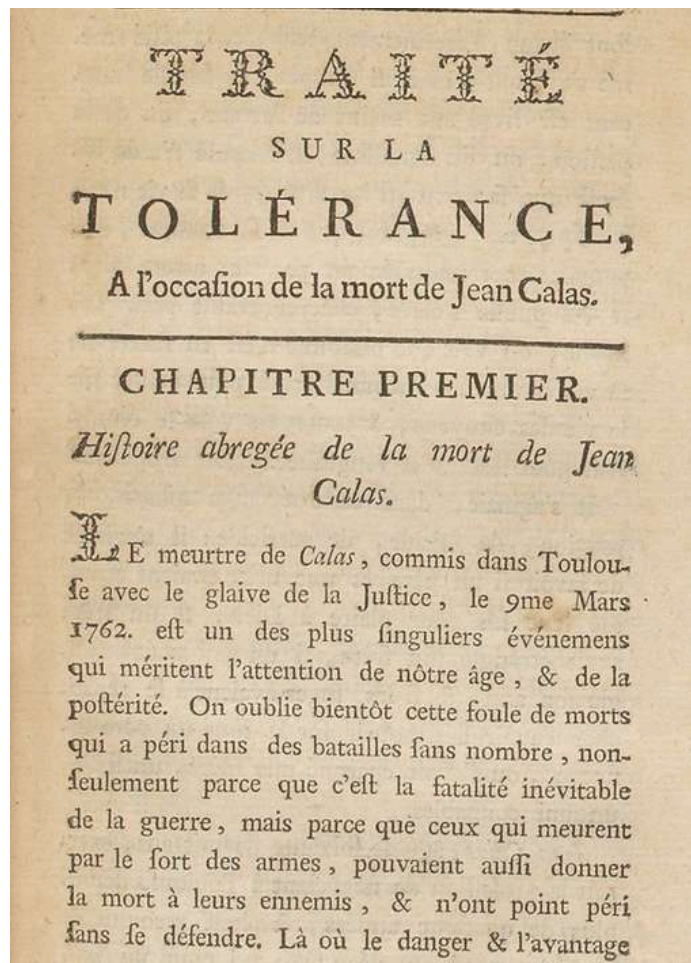 TRAITÉ
SUR LA
TOLÉRANCE,
A l'occaſion de la mort de Jean Calas.
CHAPITRE PREMIER.
Hiſtoire abregée de la mort de Jean
Calas.
LE meurtre de Calas, commis dans Toulou-
ſe avec le glaive de la Juſtice, le 9me Mars
1762. eſt un des plus ſinguliers événemens
qui méritent l'attention de nôtre âge, & de la
poſtérité. On oublie bientôt cette foule de morts
qui a péri dans des batailles ſans nombre, non-
ſeulement parce que c'eſt la fatalité inévitable
de la guerre, mais parce que ceux qui meurent
par le ſort des armes, pouvaient auſſi donner
la mort à leurs ennemis, & n'ont point péri
ſans ſe défendre. Là où le danger & l'avantage